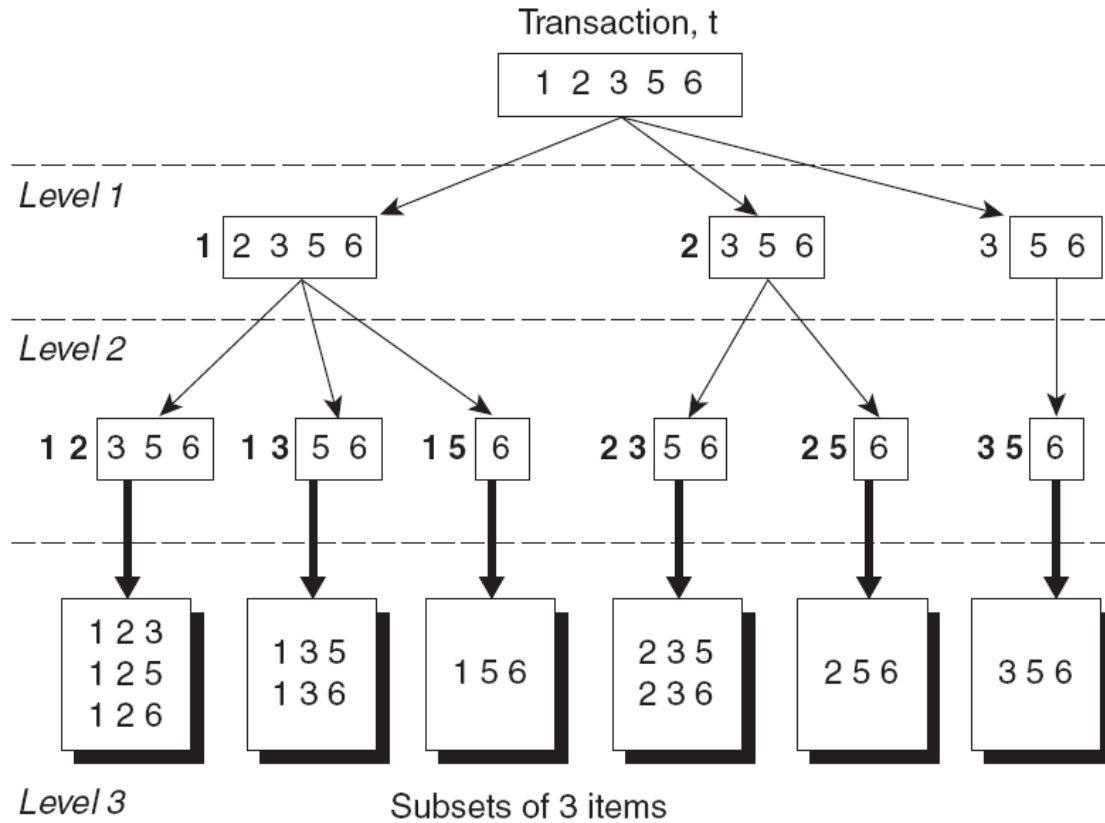 Transaction, t
1 2 3 5 6
Level 1
1 2 3 5 6
2 3 5 6
3 5 6
Level 2
1 2 3 5 6
1 3 5 6
1 5 6
2 3 5 6
2 5 6
3 5 6
1 2 3
1 2 5
1 2 6
1 3 5
1 3 6
1 5 6
2 3 5
2 3 6
2 5 6
3 5 6
Level 3
Subsets of 3 items